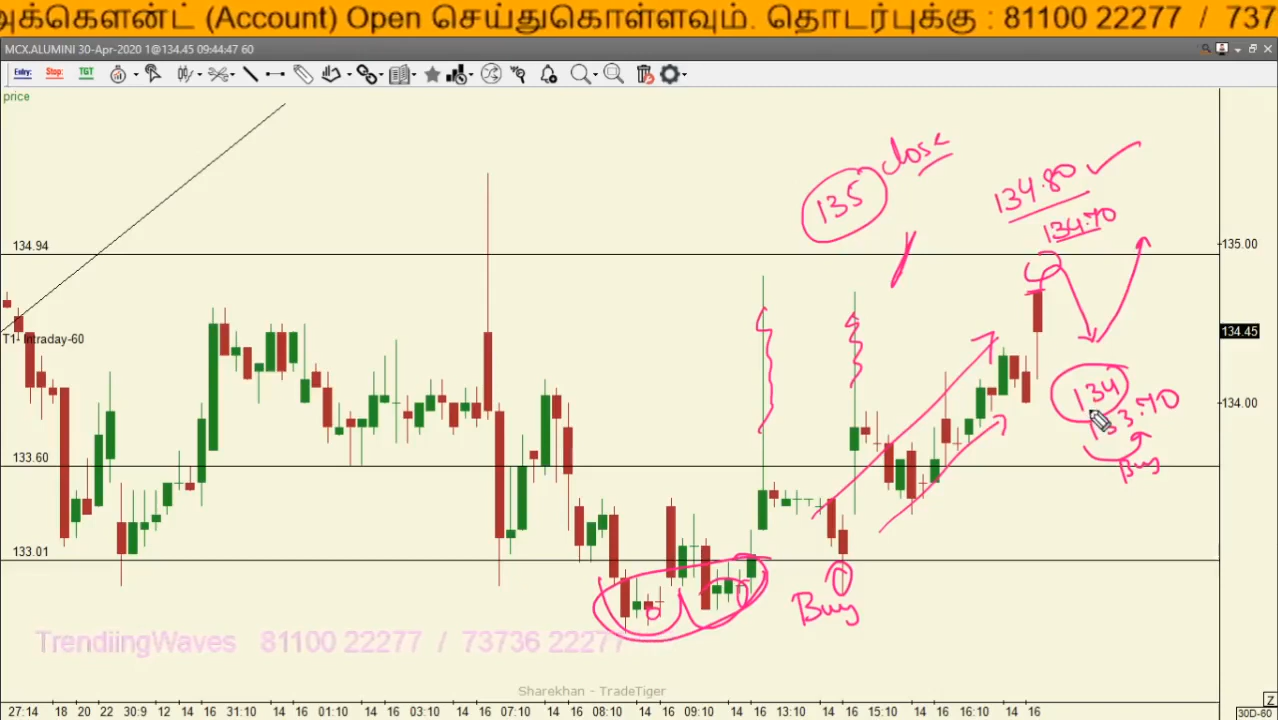 அக்கௌன்ட் (Account) Open செய்துகொள்ளவும். தொடர்புக்கு : 81100 22277 / 737
MCX.ALUMINI 30-Apr-2020 1@134.45 09:44:47 60
Entry: Stop: TGT
price
close
135
134.80
134.70
134.94
135.00
T1- Intraday-60
134.45
134
134.00
133.70
133.60
Buy
133.01
Buy
TrendiingWaves 81100 22277 / 73736 22277
Sharekhan - TradeTiger
Z
27:14 18 20 22 30:9 12 14 16 31:10 14 16 01:10 14 16 03:10 14 16 07:10 14 16 08:10 14 16 09:10 14 16 13:10 14 16 15:10 14 16 16:10 14 16 30D-60